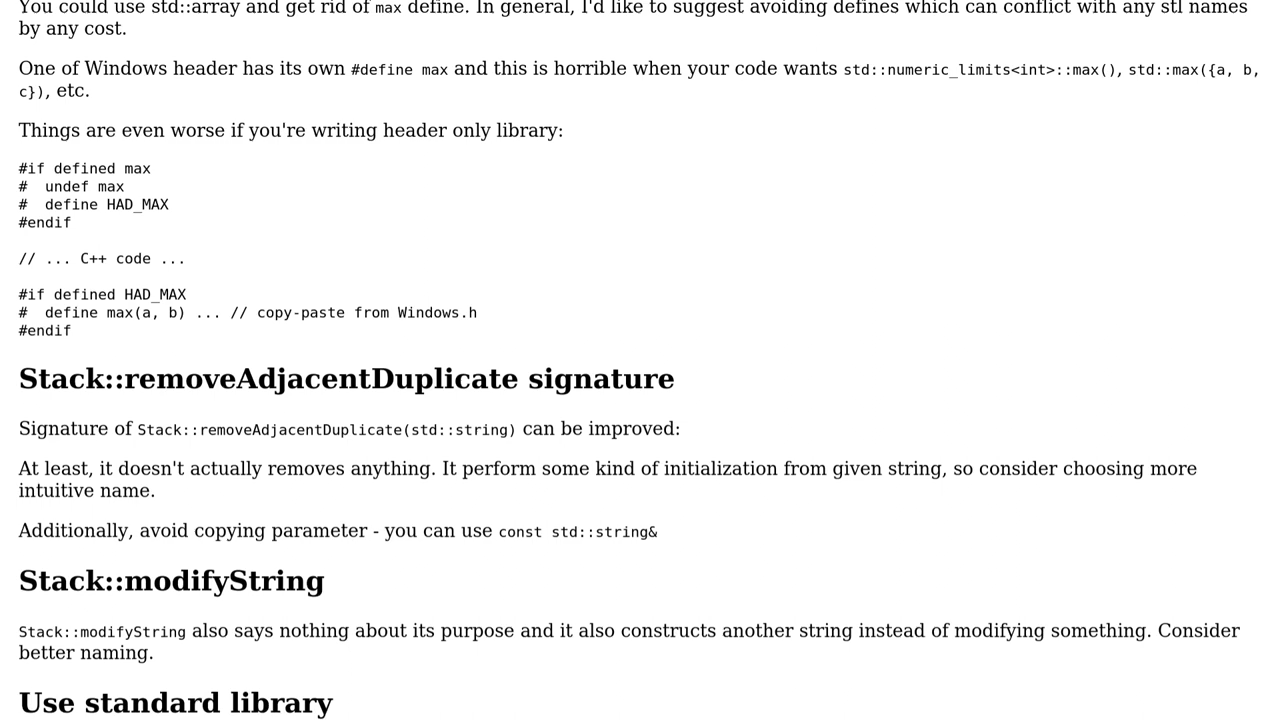 You could use std::array and get rid of max define. In general, I'd like to suggest avoiding defines which can conflict with any stl names
by any cost.
One of Windows header has its own #define max and this is horrible when your code wants std::numeric_limits<int>::max(), std::max({a, b,
c}), etc.
Things are even worse if you're writing header only library:
#if defined max
#  undef max
#  define HAD_MAX
#endif
// ... C++ code ...
#if defined HAD_MAX
#  define max(a, b) ... // copy-paste from Windows.h
#endif
Stack::removeAdjacentDuplicate signature
Signature of Stack::removeAdjacentDuplicate(std::string) can be improved:
At least, it doesn't actually removes anything. It perform some kind of initialization from given string, so consider choosing more
intuitive name.
Additionally, avoid copying parameter - you can use const std::string&
Stack::modifyString
Stack::modifyString also says nothing about its purpose and it also constructs another string instead of modifying something. Consider
better naming.
Use standard library